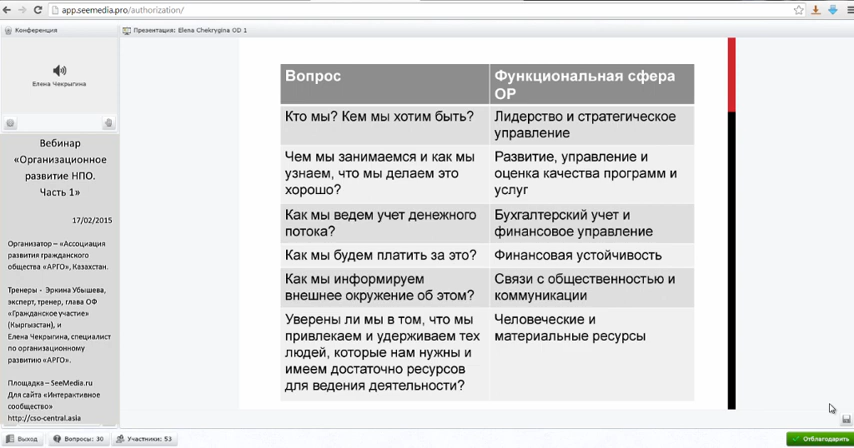 app.seemedia.pro/authorization/
Конференция
Презентация: Elena Chekrygina OD 1
Елена Чекрыгина
Вебинар
«Организационное
развитие НПО.
Часть 1»
17/02/2015
Организатор – «Ассоциация
развития гражданского
общества «АРГО», Казахстан.
Тренеры - Эркина Убышева,
эксперт, тренер, глава ОФ
«Гражданское участие»
(Кыргызстан), и
Елена Чекрыгина, специалист
по организационному
развитию «АРГО».
Площадка – SeeMedia.ru
Для сайта «Интерактивное
сообщество»
http://cso-central.asia
Вопрос
Функциональная сфера
ОР
Кто мы? Кем мы хотим быть?
Лидерство и стратегическое
управление
Чем мы занимаемся и как мы
узнаем, что мы делаем это
хорошо?
Развитие, управление и
оценка качества программ и
услуг
Как мы ведем учет денежного
потока?
Бухгалтерский учет и
финансовое управление
Как мы будем платить за это?
Финансовая устойчивость
Как мы информируем
внешнее окружение об этом?
Связи с общественностью и
коммуникации
Уверены ли мы в том, что мы
привлекаем и удерживаем тех
людей, которые нам нужны и
имеем достаточно ресурсов
для ведения деятельности?
Человеческие и
материальные ресурсы
Выход
Вопросы: 30
Участники: 53
Отблагодарить